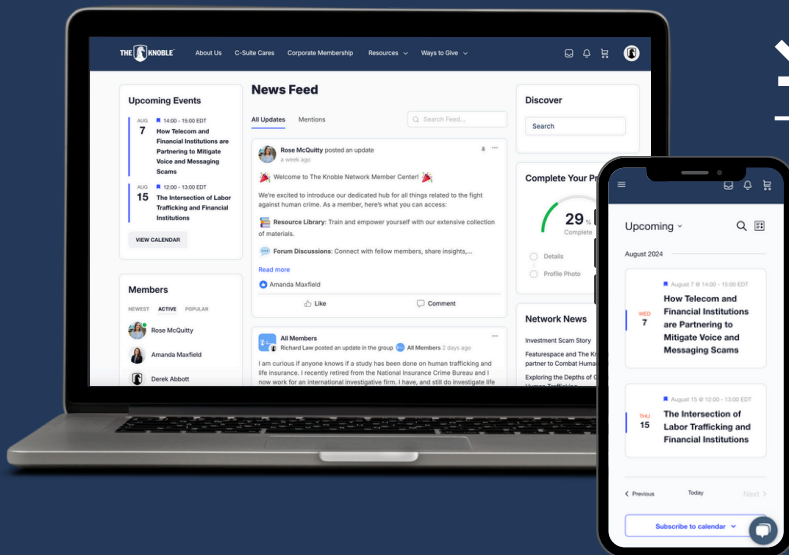 THE KNOBLE
About Us
C-Suite Cares
Corporate Membership
Resources
Ways to Give
Upcoming Events
AUG
7
14:00 - 15:00 EDT
How Telecom and
Financial Institutions are
Partnering to Mitigate
Voice and Messaging
Scams
AUG
15
12:00 - 13:00 EDT
The Intersection of Labor
Trafficking and Financial
Institutions
VIEW CALENDAR
Members
NEWEST ACTIVE POPULAR
Rose McQuitty
Amanda Maxfield
Derek Abbott
News Feed
All Updates
Mentions
Search Feed...
Rose McQuitty posted an update
a week ago
Welcome to The Knoble Network Member Center!
We're excited to introduce our dedicated hub for all things related to the fight
against human crime. As a member, here's what you can access:
Resource Library: Train and empower yourself with our extensive collection
of materials.
Forum Discussions: Connect with fellow members, share insights,...
Read more
Amanda Maxfield
Like
Comment
All Members
Richard Law posted an update in the group All Members 2 days ago
I am curious if anyone knows if a study has been done on human trafficking and
life insurance. I recently retired from the National Insurance Crime Bureau and I
now work for an international investigative firm. I have, and still do investigate life
Discover
Search
Complete Your Pr
29 %
Complete
Details
Profile Photo
Network News
Investment Scam Story
Featurespace and The Kn
partner to Combat Huma
Exploring the Depths of
Upcoming
August 2024
August 7 @ 14:00 - 15:00 EDT
WED
7
How Telecom and
Financial Institutions
are Partnering to
Mitigate Voice and
Messaging Scams
August 15 @ 12:00 - 13:00 EDT
THU
15
The Intersection of
Labor Trafficking and
Financial Institutions
Previous
Today
Next
Subscribe to calendar